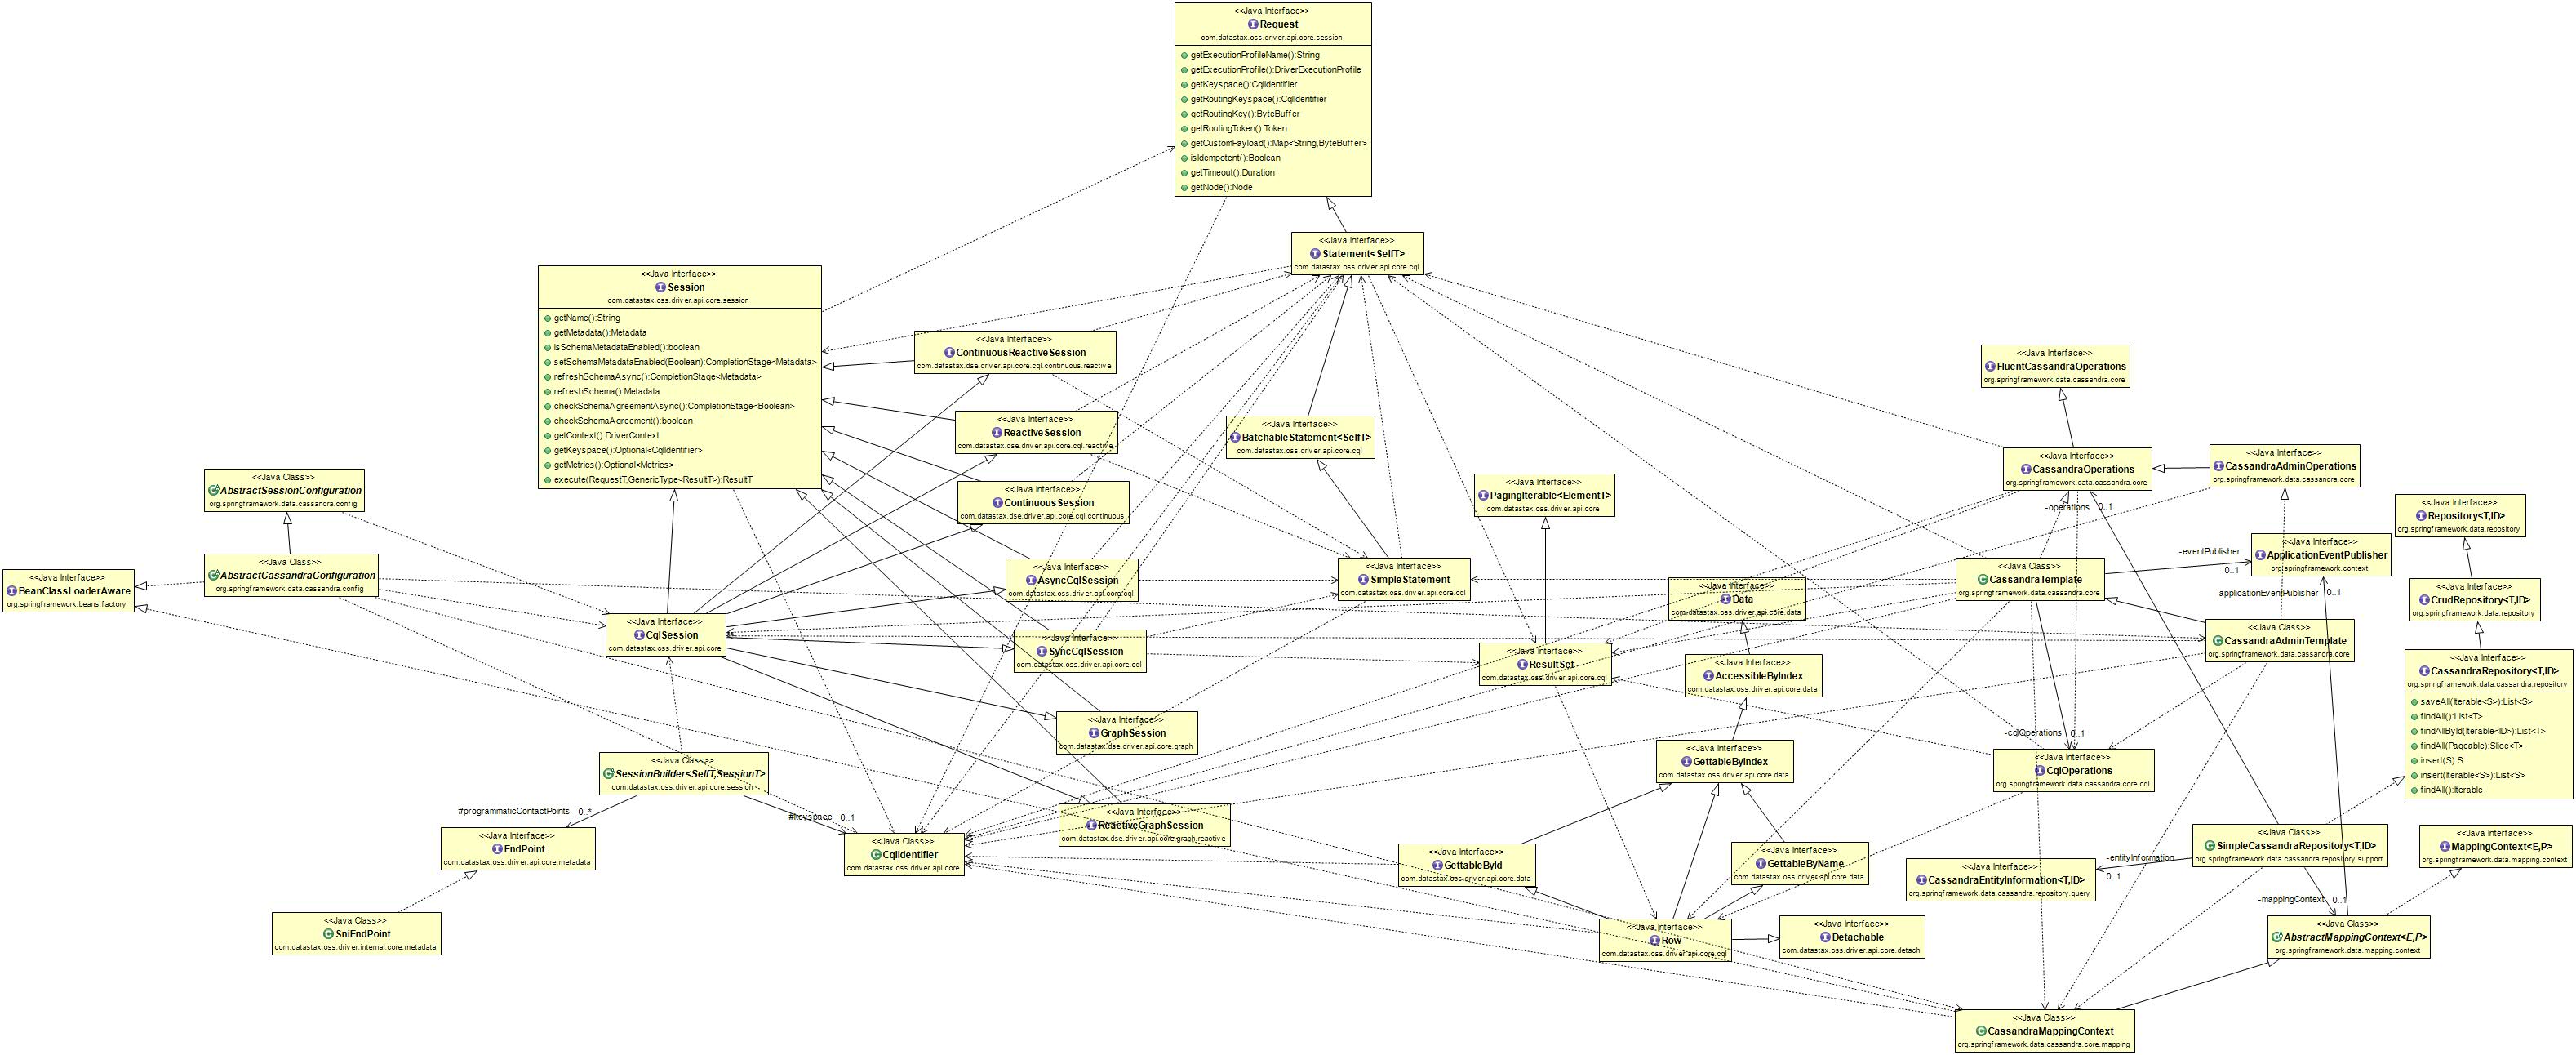 <<Java Interface>>
Request
com.datastax.oss.driver.api.core.session
getExecutionProfileName():String
getExecutionProfile():DriverExecutionProfile
getKeyspace():CqlIdentifier
getRoutingKeyspace():CqlIdentifier
getRoutingKey():ByteBuffer
getRoutingToken():Token
getCustomPayload():Map<String,ByteBuffer>
isIdempotent():Boolean
getTimeout():Duration
getNode():Node
<<Java Interface>>
Statement<SelfT>
com.datastax.oss.driver.api.core.cql
<<Java Interface>>
Session
com.datastax.oss.driver.api.core.session
getName():String
getMetadata():Metadata
isSchemaMetadataEnabled():boolean
setSchemaMetadataEnabled(Boolean):CompletionStage<Metadata>
refreshSchemaAsync():CompletionStage<Metadata>
refreshSchema():Metadata
checkSchemaAgreementAsync():CompletionStage<Boolean>
checkSchemaAgreement():boolean
getContext():DriverContext
getKeyspace():Optional<CqlIdentifier>
getMetrics():Optional<Metrics>
execute(RequestT,GenericType<ResultT>):ResultT
<<Java Interface>>
ContinuousReactiveSession
com.datastax.dse.driver.api.core.cql.continuous.reactive
<<Java Interface>>
FluentCassandraOperations
org.springframework.data.cassandra.core
<<Java Interface>>
ReactiveSession
com.datastax.dse.driver.api.core.cql.reactive
<<Java Interface>>
BatchableStatement<SelfT>
com.datastax.oss.driver.api.core.cql
<<Java Interface>>
CassandraOperations
org.springframework.data.cassandra.core
<<Java Interface>>
CassandraAdminOperations
org.springframework.data.cassandra.core
<<Java Class>>
AbstractSessionConfiguration
org.springframework.data.cassandra.config
<<Java Interface>>
ContinuousSession
com.datastax.dse.driver.api.core.cql.continuous
<<Java Interface>>
PagingIterable<ElementT>
com.datastax.oss.driver.api.core
-operations 0..1
<<Java Interface>>
Repository<T,ID>
org.springframework.data.repository
<<Java Interface>>
ApplicationEventPublisher
org.springframework.context
-eventPublisher
0..1
<<Java Class>>
AbstractCassandraConfiguration
org.springframework.data.cassandra.config
<<Java Interface>>
BeanClassLoaderAware
org.springframework.beans.factory
<<Java Interface>>
AsyncCqlSession
com.datastax.oss.driver.api.core.cql
<<Java Interface>>
SimpleStatement
com.datastax.oss.driver.api.core.cql
<<Java Class>>
CassandraTemplate
org.springframework.data.cassandra.core
<<Java Interface>>
Data
com.datastax.oss.driver.api.core.data
-applicationEventPublisher 0..1
<<Java Interface>>
CrudRepository<T,ID>
org.springframework.data.repository
<<Java Interface>>
CqlSession
com.datastax.oss.driver.api.core
<<Java Interface>>
SyncCqlSession
com.datastax.oss.driver.api.core.cql
<<Java Interface>>
ResultSet
com.datastax.oss.driver.api.core.cql
<<Java Interface>>
AccessibleByIndex
com.datastax.oss.driver.api.core.data
<<Java Class>>
CassandraAdminTemplate
org.springframework.data.cassandra.core
<<Java Interface>>
CassandraRepository<T,ID>
org.springframework.data.cassandra.repository
saveAll(Iterable<S>):List<S>
findAll():List<T>
findAllById(Iterable<ID>):List<T>
findAll(Pageable):Slice<T>
insert(S):S
insert(Iterable<S>):List<S>
findAll():Iterable
<<Java Interface>>
GraphSession
com.datastax.dse.driver.api.core.graph
<<Java Interface>>
GettableByIndex
com.datastax.oss.driver.api.core.data
-cqlOperations 0..1
<<Java Interface>>
CqlOperations
org.springframework.data.cassandra.core.cql
<<Java Class>>
SessionBuilder<SelfT,SessionT>
com.datastax.oss.driver.api.core.session
#programmaticContactPoints 0..*
#keyspace 0..1
<<Java Interface>>
ReactiveGraphSession
com.datastax.dse.driver.api.core.graph.reactive
<<Java Interface>>
EndPoint
com.datastax.oss.driver.api.core.metadata
<<Java Class>>
CqlIdentifier
com.datastax.oss.driver.api.core
<<Java Interface>>
GettableById
com.datastax.oss.driver.api.core.data
<<Java Interface>>
GettableByName
com.datastax.oss.driver.api.core.data
<<Java Interface>>
CassandraEntityInformation<T,ID>
org.springframework.data.cassandra.repository.query
-entityInformation
0..1
<<Java Class>>
SimpleCassandraRepository<T,ID>
org.springframework.data.cassandra.repository.support
<<Java Interface>>
MappingContext<E,P>
org.springframework.data.mapping.context
-mappingContext 0..1
<<Java Class>>
SniEndPoint
com.datastax.oss.driver.internal.core.metadata
<<Java Interface>>
Row
com.datastax.oss.driver.api.core.cql
<<Java Interface>>
Detachable
com.datastax.oss.driver.api.core.detach
<<Java Class>>
AbstractMappingContext<E,P>
org.springframework.data.mapping.context
<<Java Class>>
CassandraMappingContext
org.springframework.data.cassandra.core.mapping